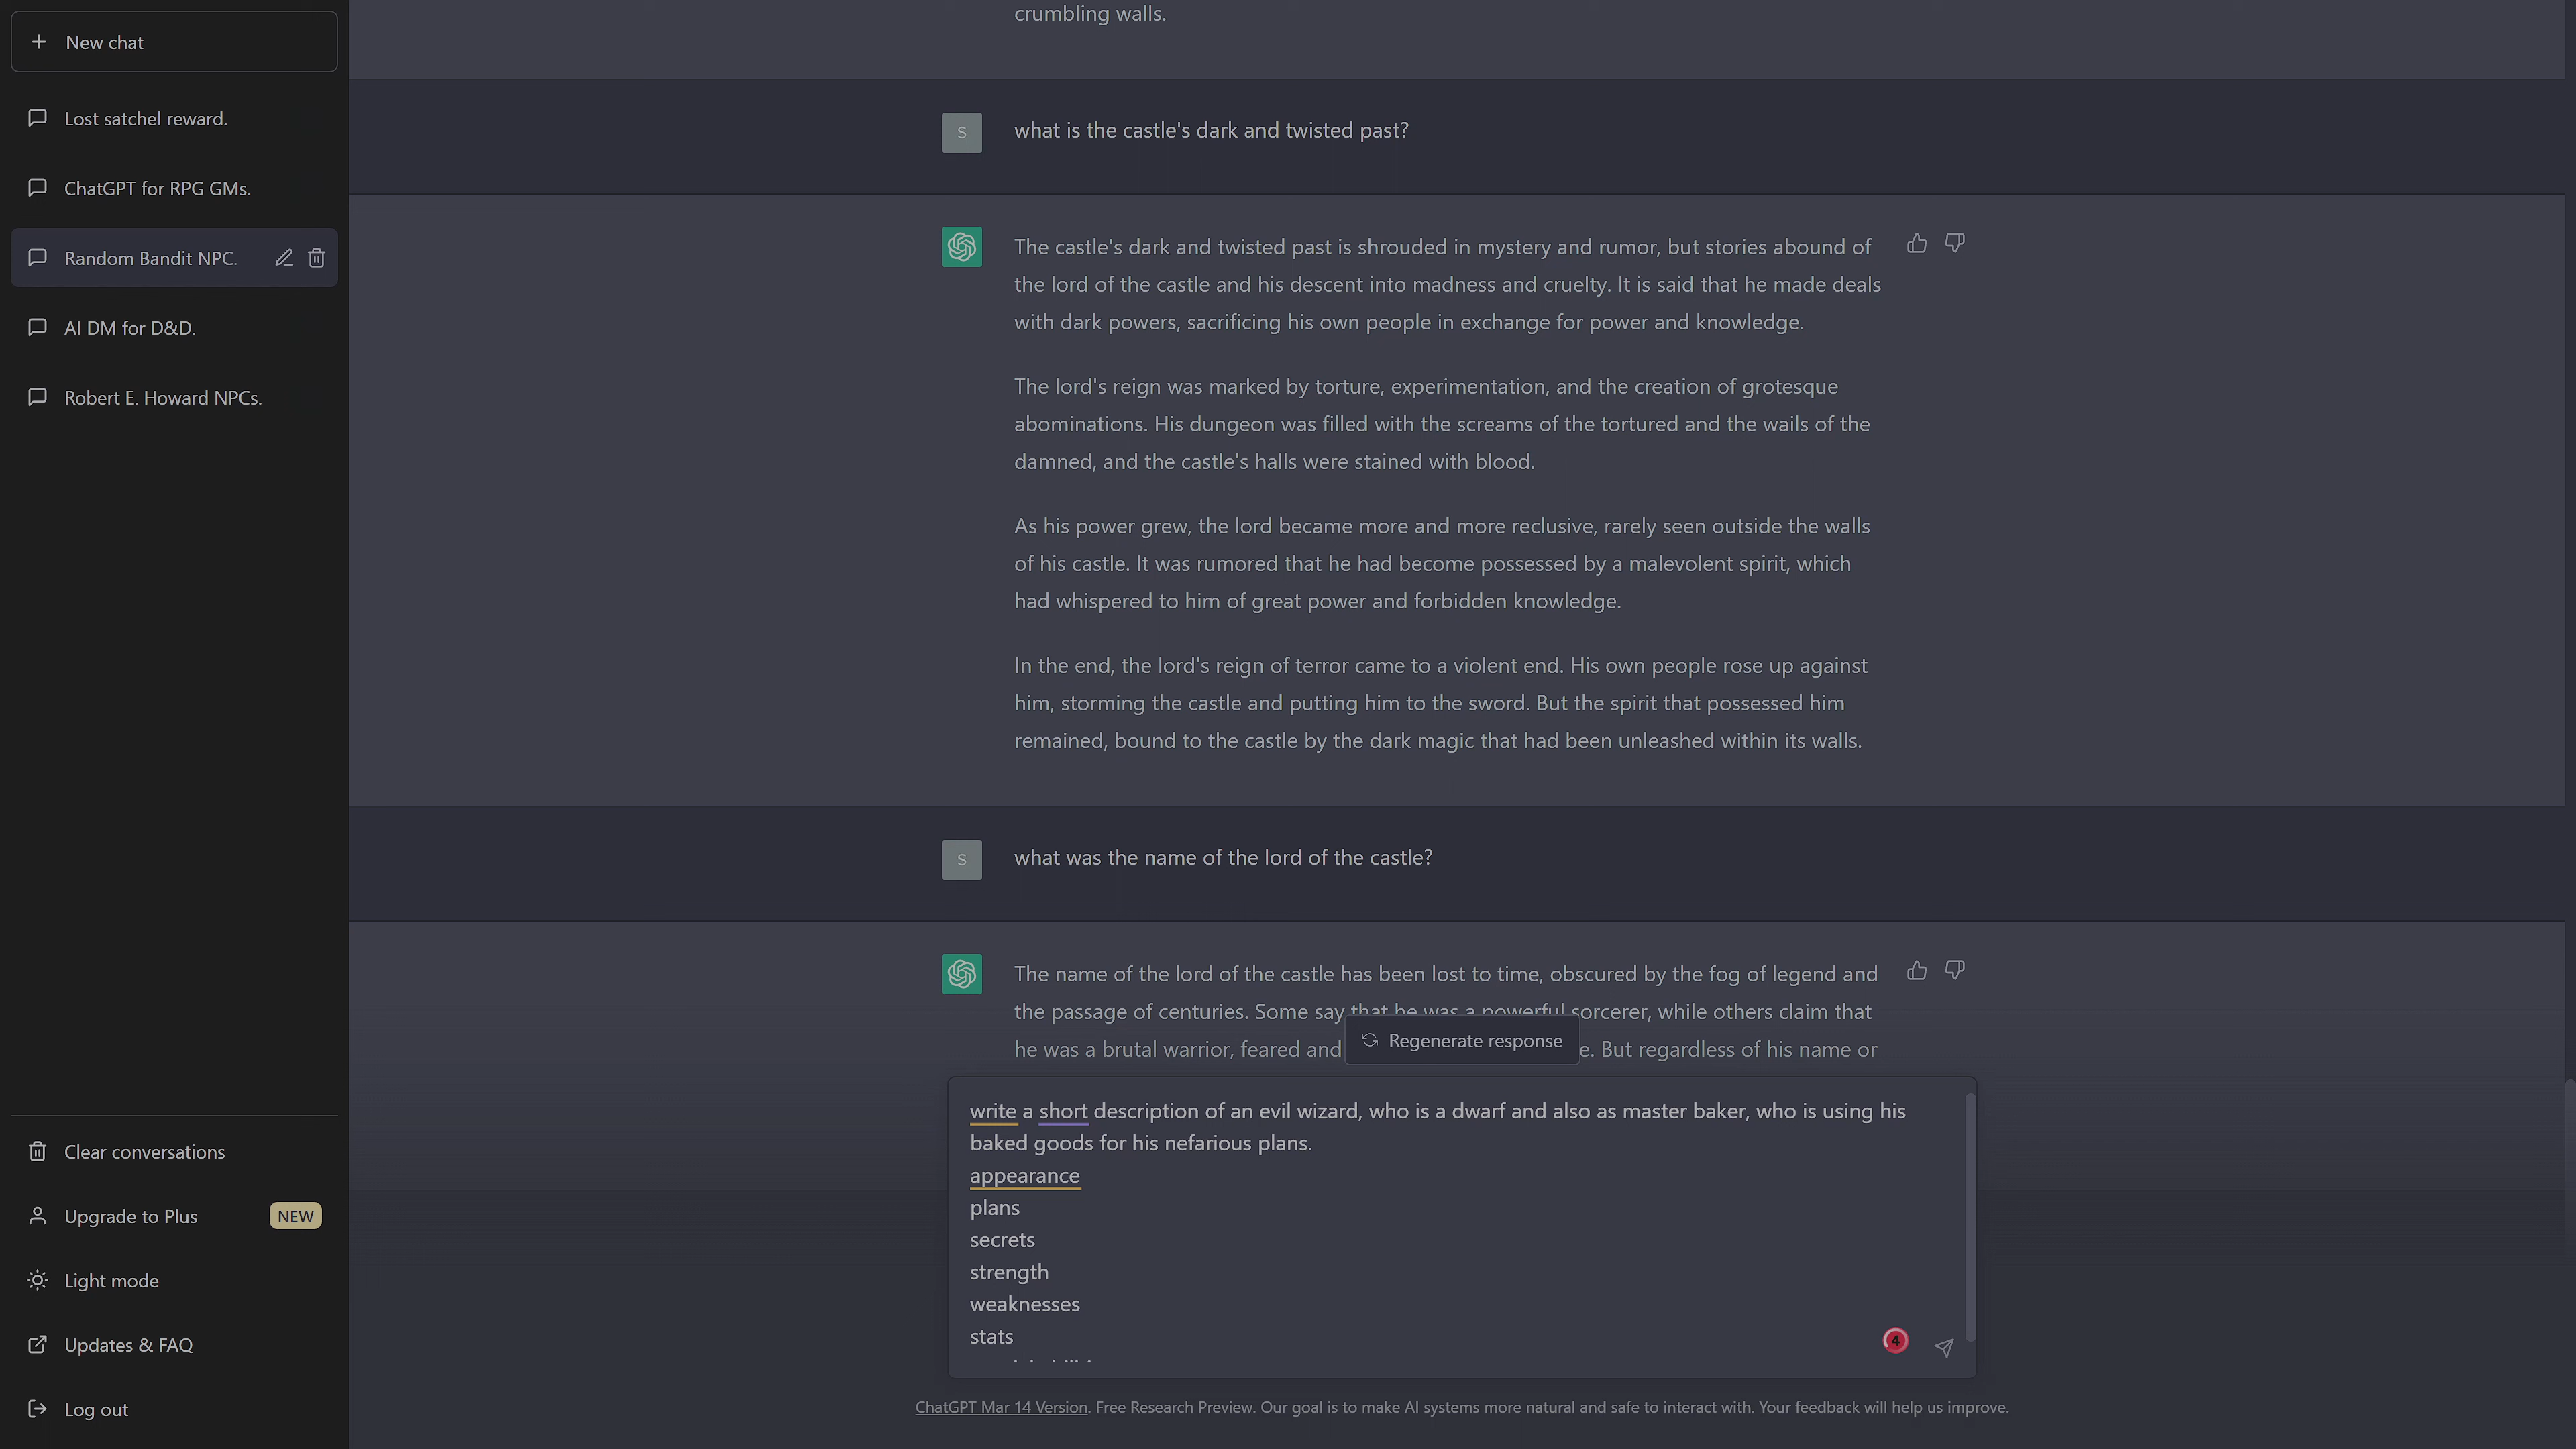 New chat
Lost satchel reward.
ChatGPT for RPG GMs.
Random Bandit NPC.
AI DM for D&D.
Robert E. Howard NPCs.
Clear conversations
Upgrade to Plus
NEW
Light mode
Updates & FAQ
Log out
crumbling walls.
S
what is the castle's dark and twisted past?
The castle's dark and twisted past is shrouded in mystery and rumor, but stories abound of
the lord of the castle and his descent into madness and cruelty. It is said that he made deals
with dark powers, sacrificing his own people in exchange for power and knowledge.
The lord's reign was marked by torture, experimentation, and the creation of grotesque
abominations. His dungeon was filled with the screams of the tortured and the wails of the
damned, and the castle's halls were stained with blood.
As his power grew, the lord became more and more reclusive, rarely seen outside the walls
of his castle. It was rumored that he had become possessed by a malevolent spirit, which
had whispered to him of great power and forbidden knowledge.
In the end, the lord's reign of terror came to a violent end. His own people rose up against
him, storming the castle and putting him to the sword. But the spirit that possessed him
remained, bound to the castle by the dark magic that had been unleashed within its walls.
S
what was the name of the lord of the castle?
The name of the lord of the castle has been lost to time, obscured by the fog of legend and
the passage of centuries. Some say that he was a powerful sorcerer, while others claim that
he was a brutal warrior, feared and e. But regardless of his name or
Regenerate response
write a short description of an evil wizard, who is a dwarf and also as master baker, who is using his
baked goods for his nefarious plans.
appearance
plans
secrets
strength
weaknesses
stats
4
ChatGPT Mar 14 Version. Free Research Preview. Our goal is to make AI systems more natural and safe to interact with. Your feedback will help us improve.